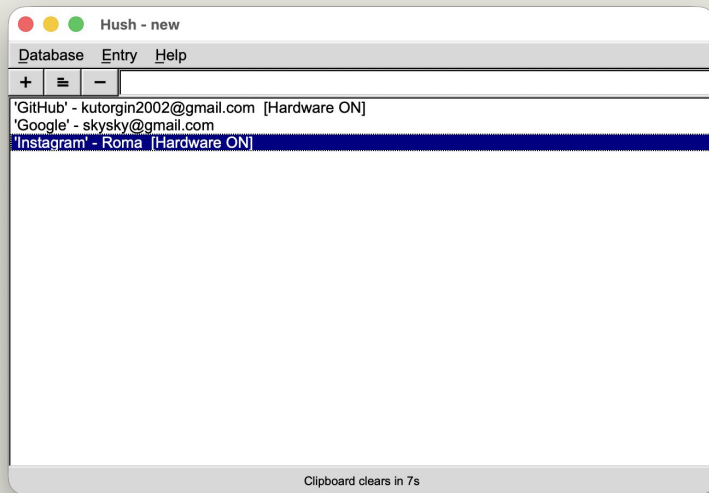 Hush - new
Database Entry Help
+ = −
'GitHub' - kutorgin2002@gmail.com [Hardware ON]
'Google' - skysky@gmail.com
'Instagram' - Roma [Hardware ON]
Clipboard clears in 7s